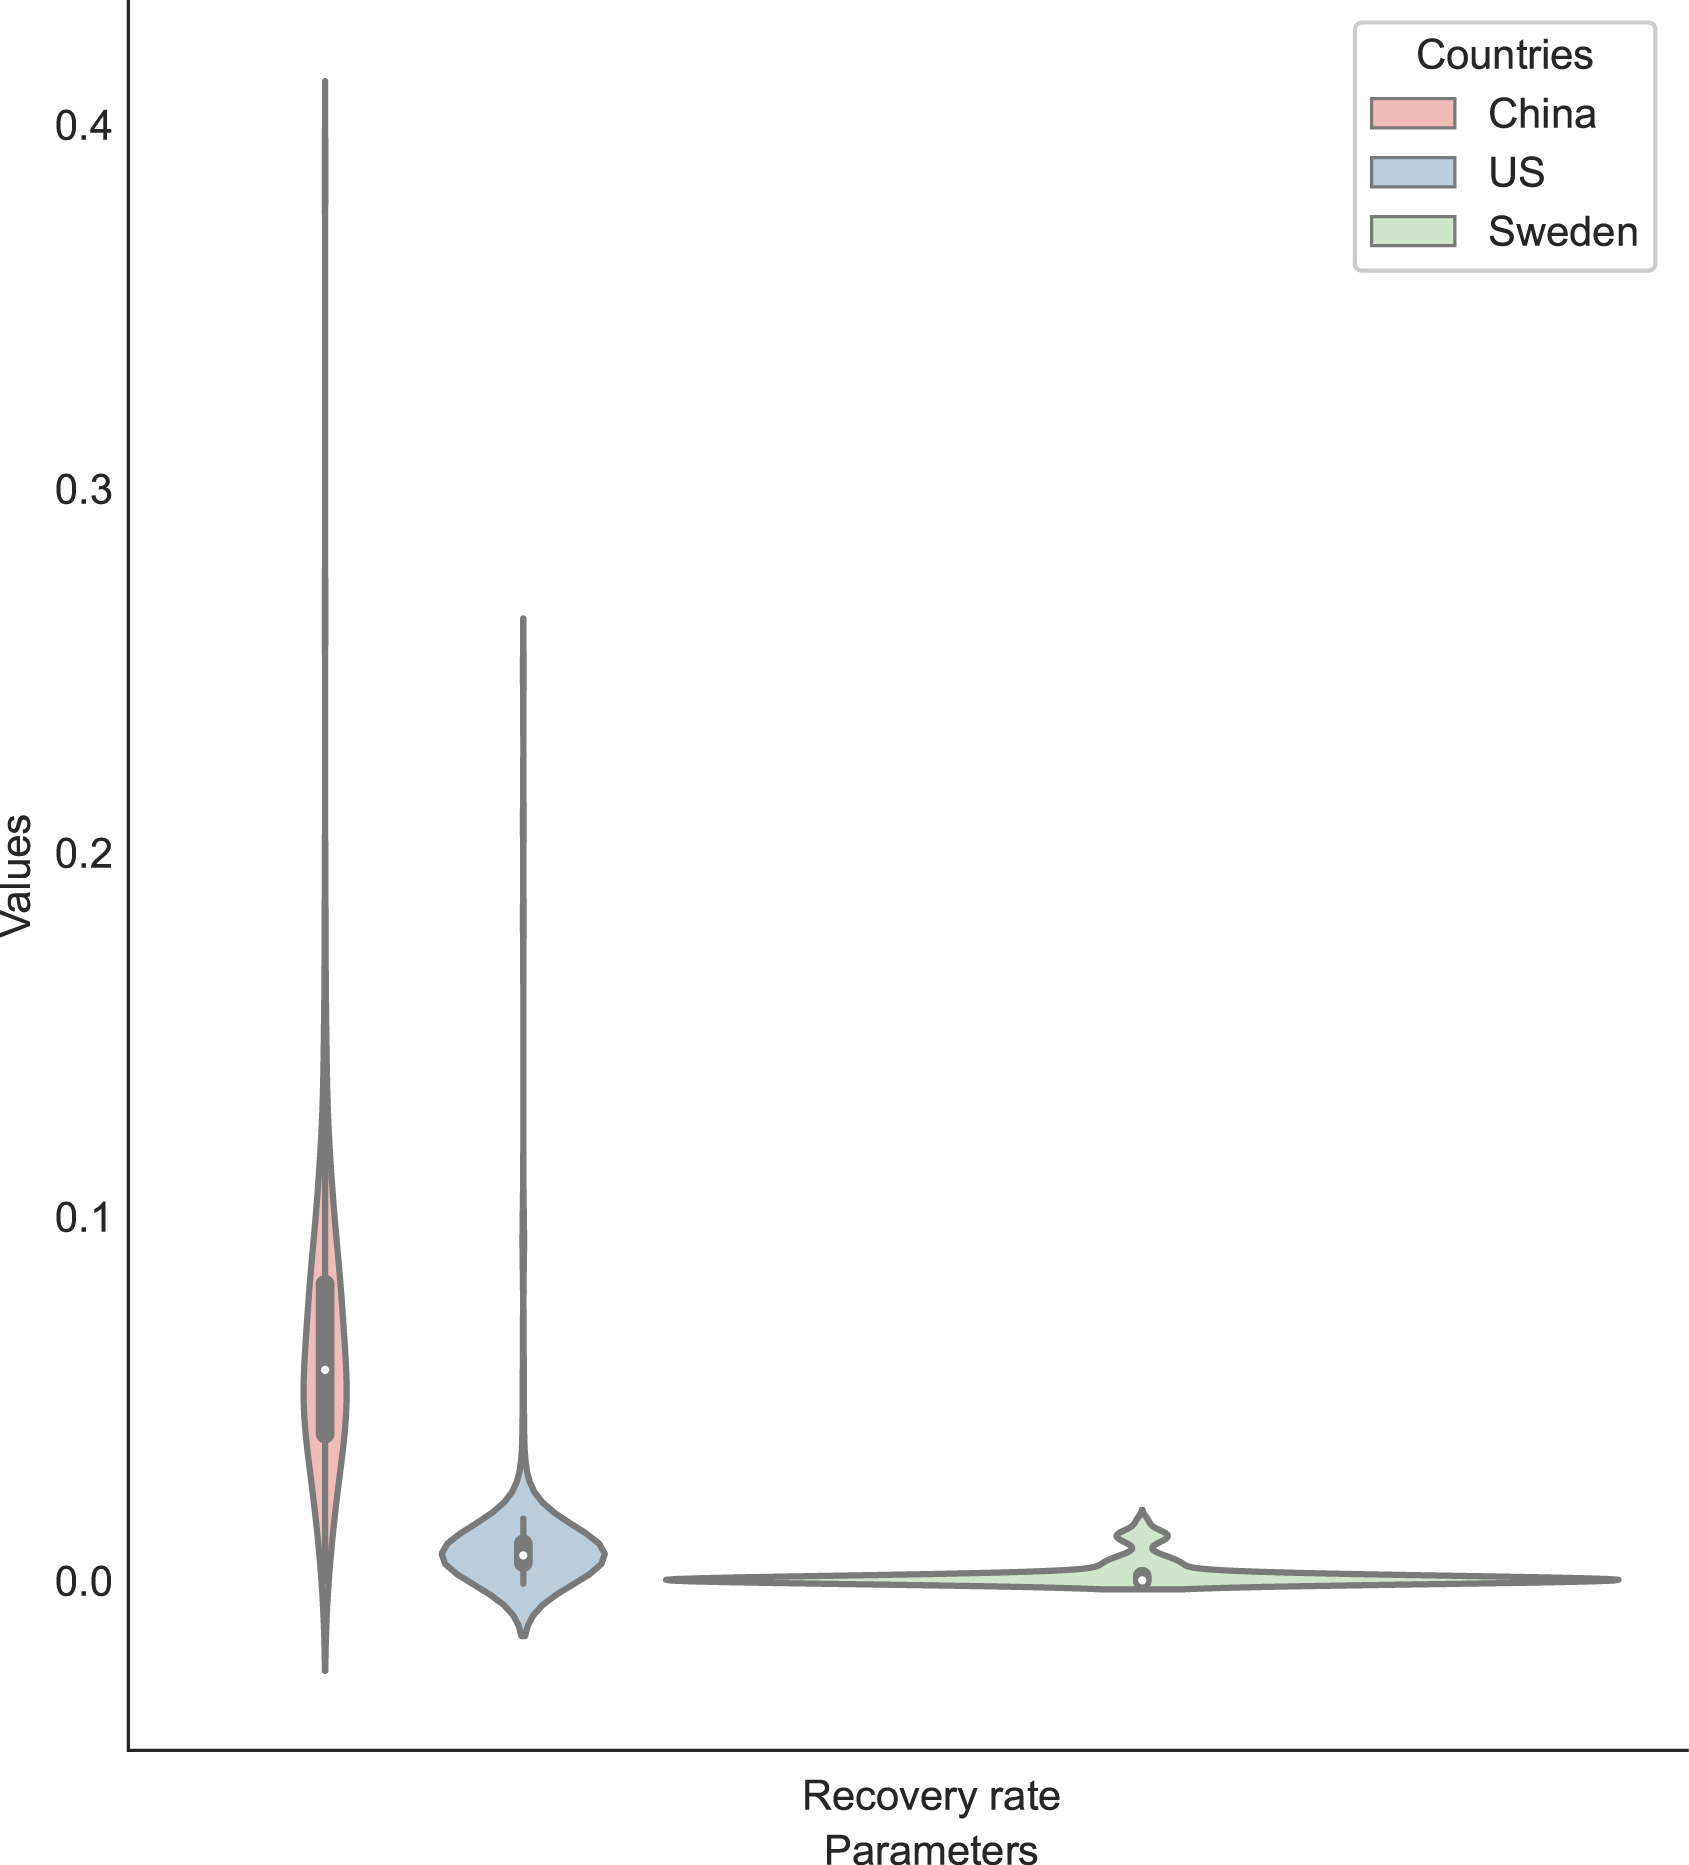 Countries
China
US
Sweden
0.4
0.3
0.2
0.1
0.0
Values
Recovery rate
Parameters